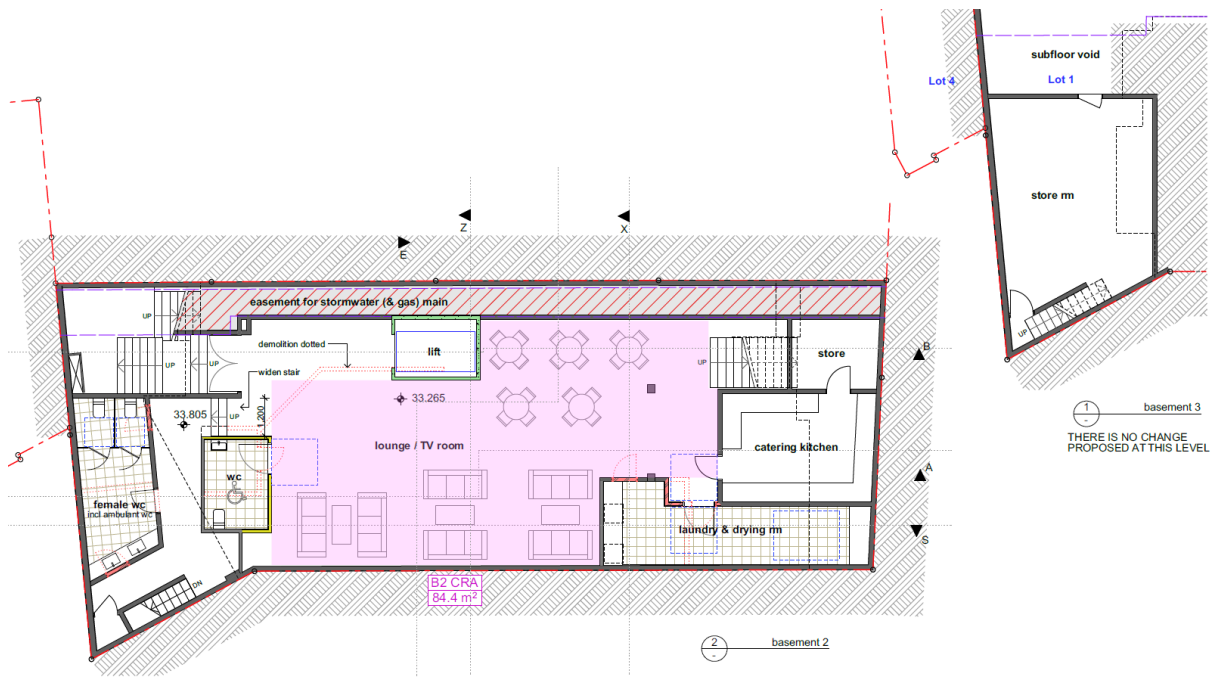 subfloor void
Lot 4
Lot 1
store rm
UP
1
-
basement 3
THERE IS NO CHANGE
PROPOSED AT THIS LEVEL
Z
X
E
easement for stormwater (& gas) main
UP
demolition dotted
lift
UP
UP
UP
store
B
widen stair
33.265
33.805
UP
1,200
lounge / TV room
catering kitchen
wc
A
female wc
incl ambulant wc
laundry & drying rm
S
DN
B2 CRA
84.4 m²
2
-
basement 2